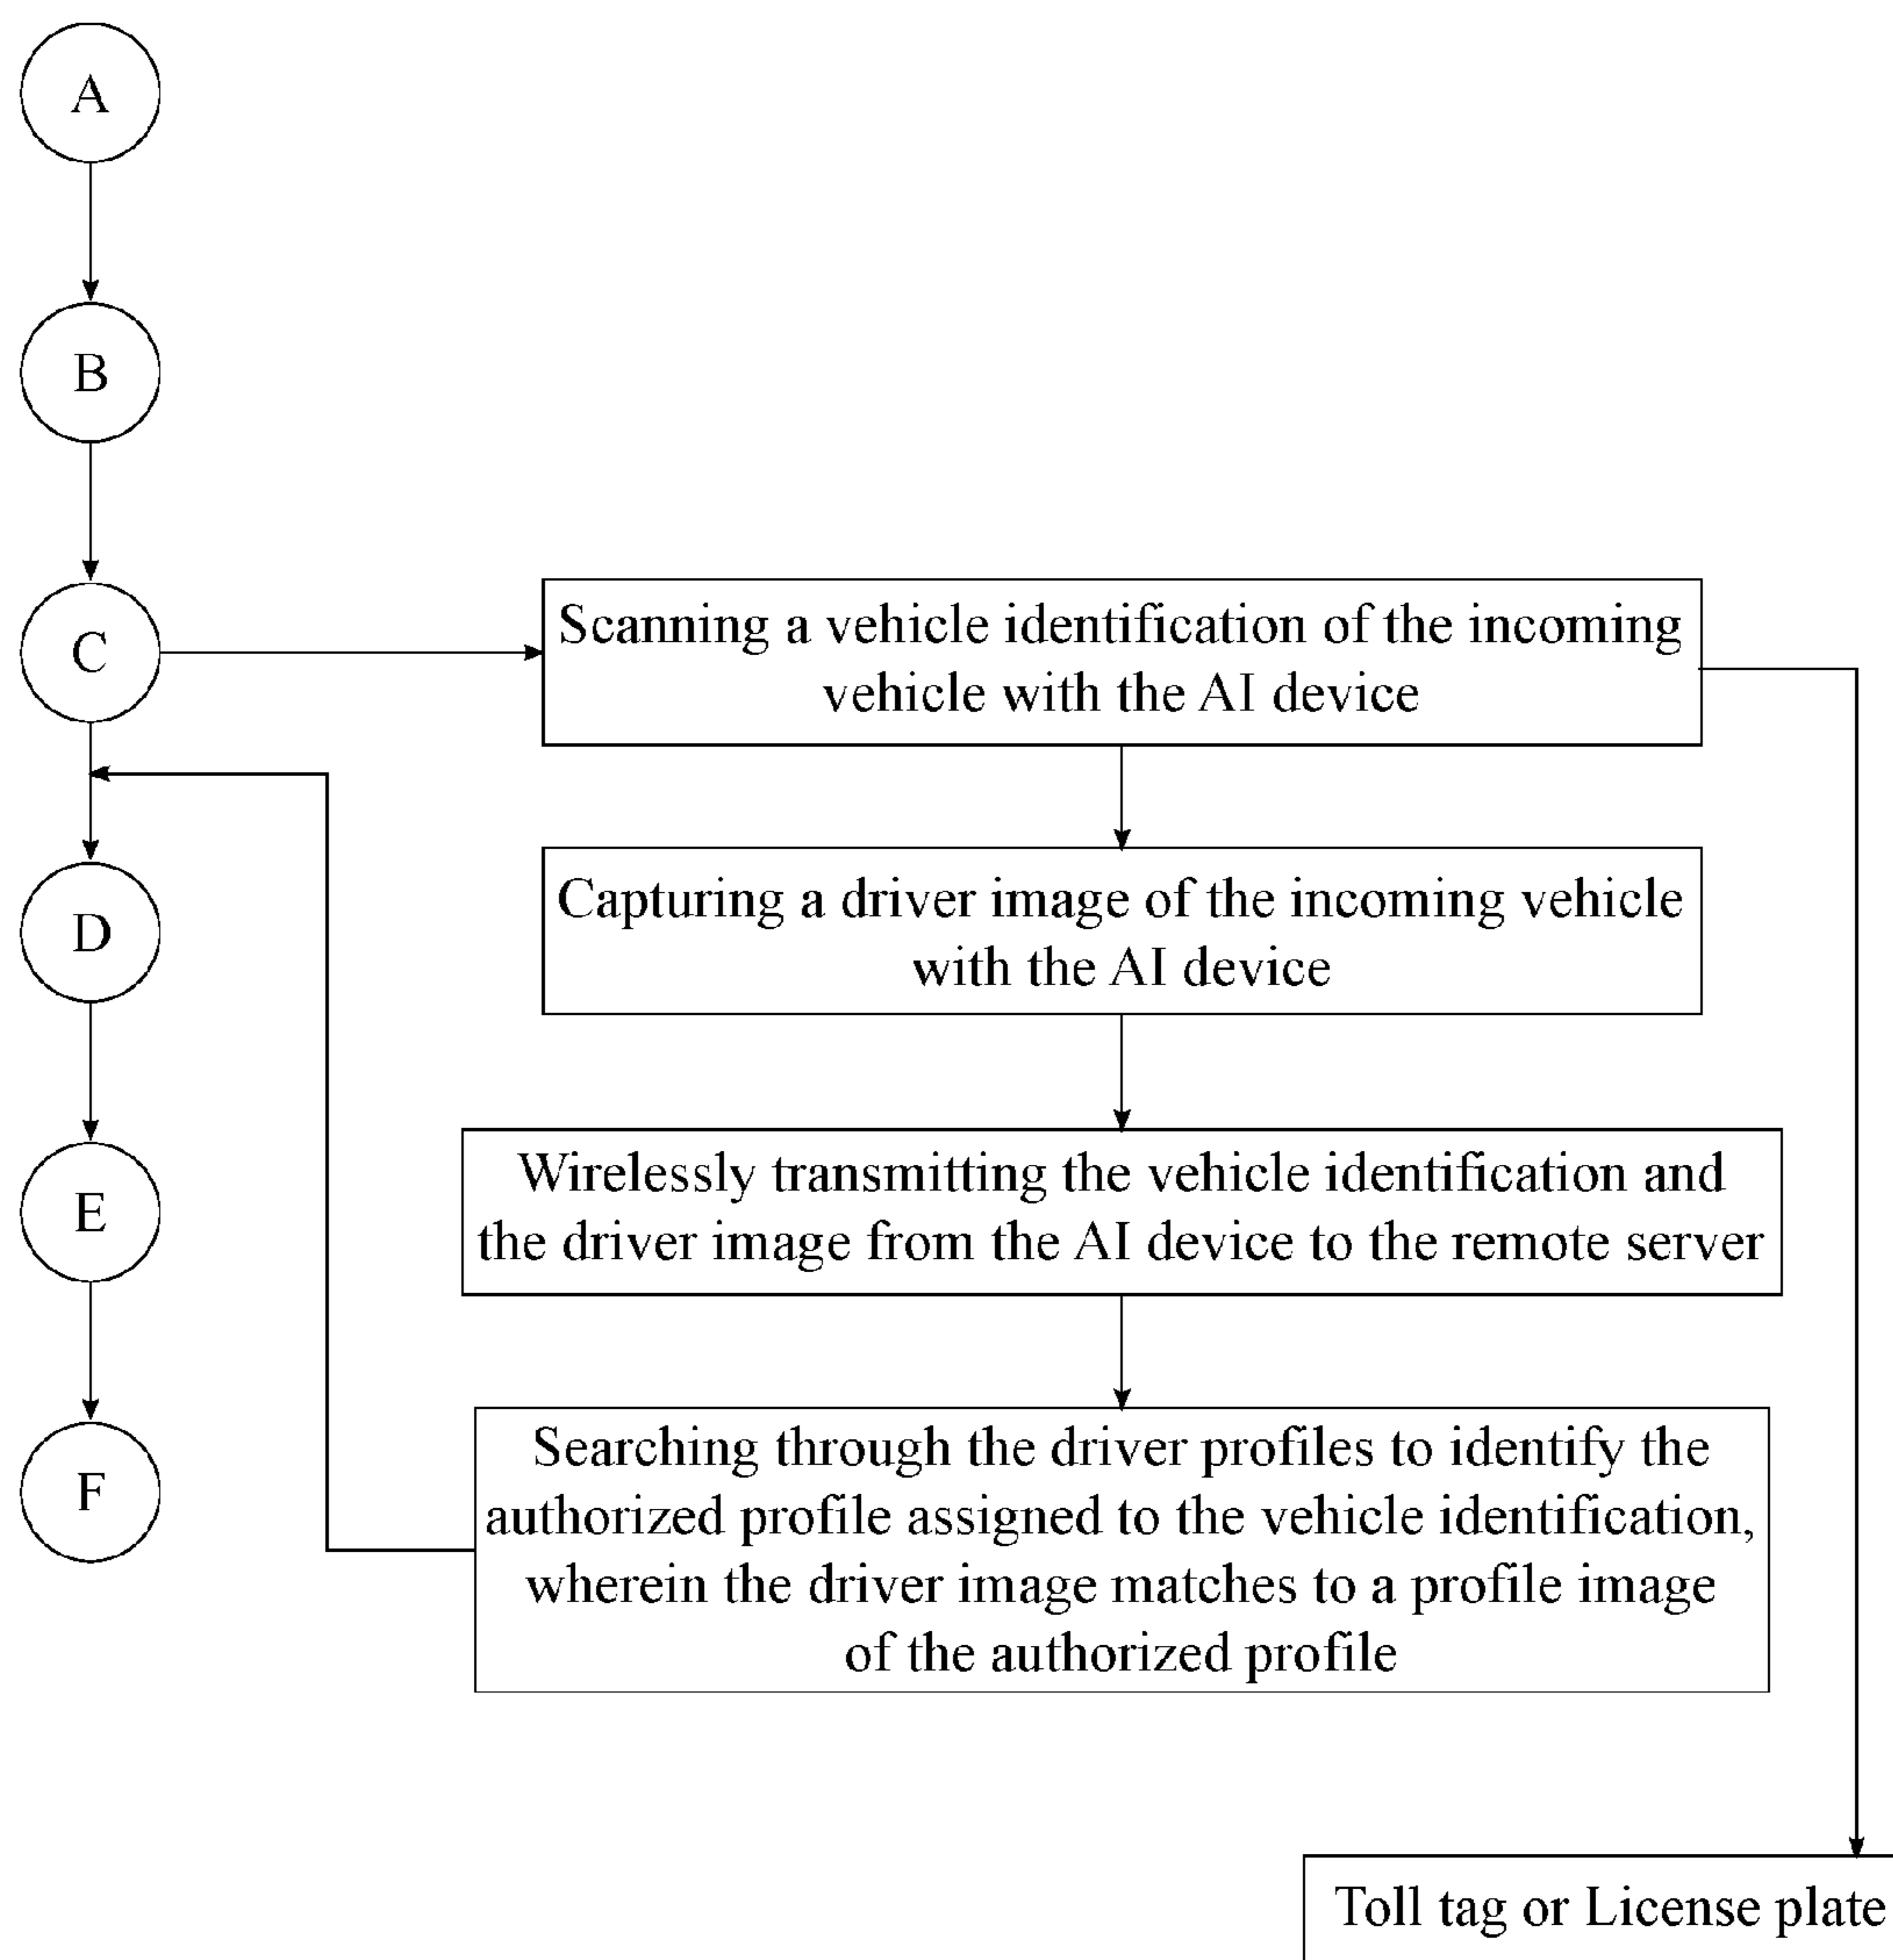 A
B
C
Scanning a vehicle identification of the incoming
vehicle with the AI device
Capturing a driver image of the incoming vehicle
with the AI device
D
Wirelessly transmitting the vehicle identification and
the driver image from the AI device to the remote server
E
Searching through the driver profiles to identify the
authorized profile assigned to the vehicle identification,
wherein the driver image matches to a profile image
of the authorized profile
F
Toll tag or License plate